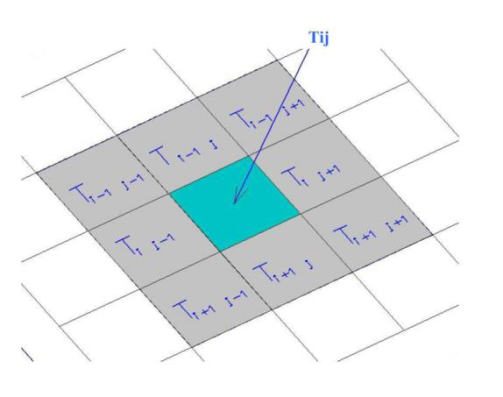 Tij
Ti-1 j+1
Ti-1 j
Ti-1 j-1
Ti j+1
Ti j-1
Ti+1 j+1
Ti+1 j
Ti+1 j-1